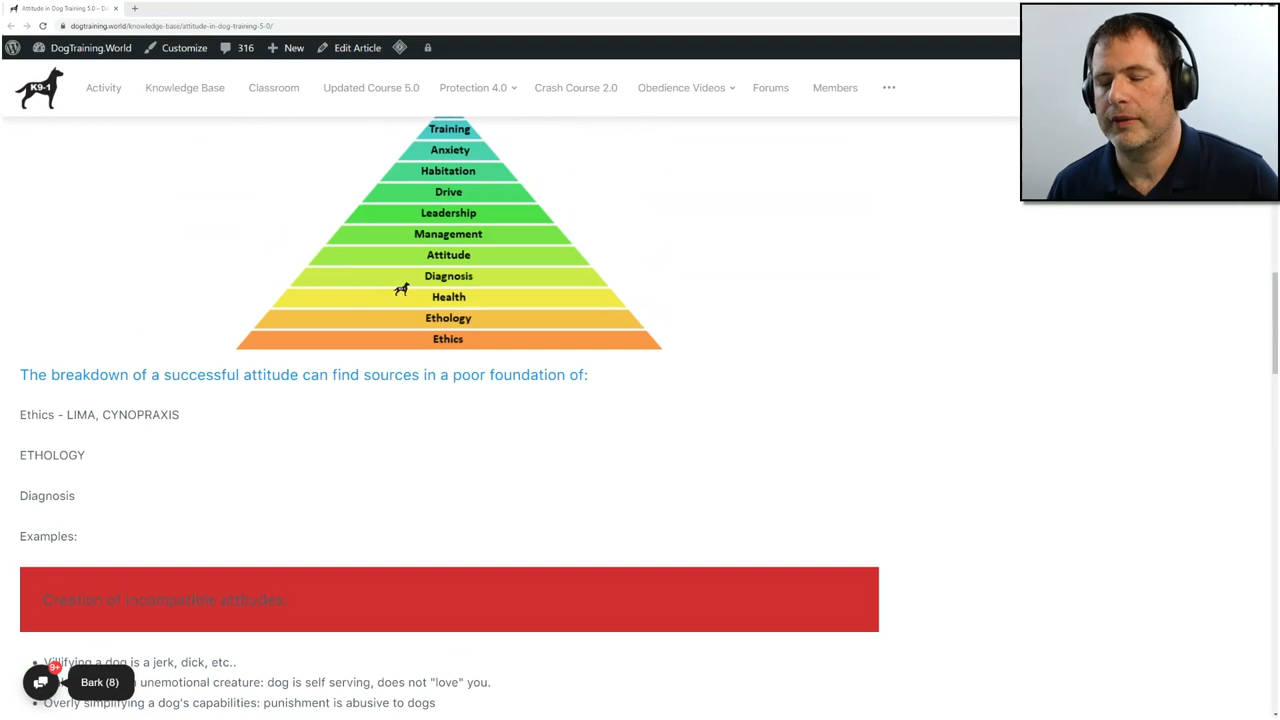 Attitude in Dog Training 5.0 – D
dogtraining.world/knowledge-base/attitude-in-dog-training-5-0/
DogTraining.World Customize 316 New Edit Article
K9-1 Activity Knowledge Base Classroom Updated Course 5.0 Protection 4.0 Crash Course 2.0 Obedience Videos Forums Members
Training
Anxiety
Habitation
Drive
Leadership
Management
Attitude
Diagnosis
Health
Ethology
Ethics
The breakdown of a successful attitude can find sources in a poor foundation of:
Ethics - LIMA, CYNOPRAXIS
ETHOLOGY
Diagnosis
Examples:
Creation of incompatible attitudes:
Villifying a dog is a jerk, dick, etc..
unemotional creature: dog is self serving, does not "love" you.
Overly simplifying a dog's capabilities: punishment is abusive to dogs
9+
Bark (8)